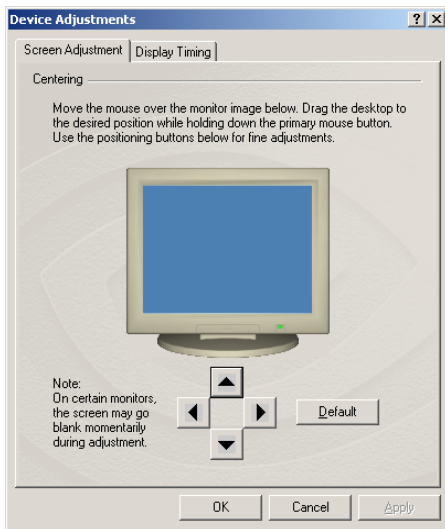 Device Adjustments
Screen Adjustment
Display Timing
Centering
Move the mouse over the monitor image below. Drag the desktop to
the desired position while holding down the primary mouse button.
Use the positioning buttons below for fine adjustments.
Note:
On certain monitors,
the screen may go
blank momentarily
during adjustment.
Default
OK
Cancel
Apply